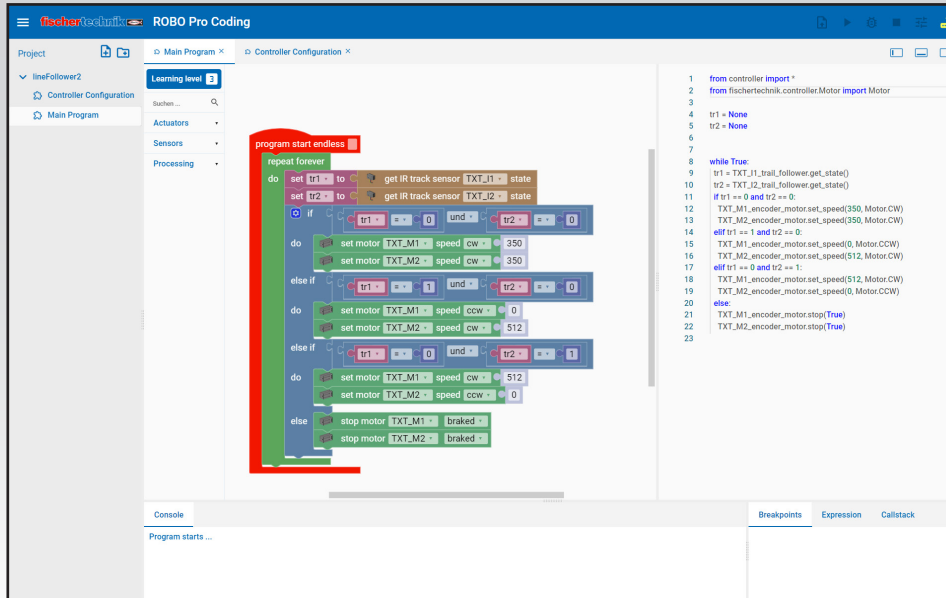 fischertechnik ROBO Pro Coding
Project
lineFollower2
Controller Configuration
Main Program
Main Program ×
Controller Configuration ×
Learning level 3
Suchen ...
Actuators
Sensors
Processing
program start endless
repeat forever
do set tr1 to get IR track sensor TXT_I1 state
set tr2 to get IR track sensor TXT_I2 state
if tr1 = 0 und tr2 = 0
do set motor TXT_M1 speed cw 350
set motor TXT_M2 speed cw 350
else if tr1 = 1 und tr2 = 0
do set motor TXT_M1 speed ccw 0
set motor TXT_M2 speed cw 512
else if tr1 = 0 und tr2 = 1
do set motor TXT_M1 speed cw 512
set motor TXT_M2 speed ccw 0
else stop motor TXT_M1 braked
stop motor TXT_M2 braked
1 from controller import *
2 from fischertechnik.controller.Motor import Motor
3
4 tr1 = None
5 tr2 = None
6
7
8 while True:
9 tr1 = TXT_I1_trail_follower.get_state()
10 tr2 = TXT_I2_trail_follower.get_state()
11 if tr1 == 0 and tr2 == 0:
12 TXT_M1_encoder_motor.set_speed(350, Motor.CW)
13 TXT_M2_encoder_motor.set_speed(350, Motor.CW)
14 elif tr1 == 1 and tr2 == 0:
15 TXT_M1_encoder_motor.set_speed(0, Motor.CCW)
16 TXT_M2_encoder_motor.set_speed(512, Motor.CW)
17 elif tr1 == 0 and tr2 == 1:
18 TXT_M1_encoder_motor.set_speed(512, Motor.CW)
19 TXT_M2_encoder_motor.set_speed(0, Motor.CCW)
20 else:
21 TXT_M1_encoder_motor.stop(True)
22 TXT_M2_encoder_motor.stop(True)
23
Console
Program starts ...
Breakpoints Expression Callstack